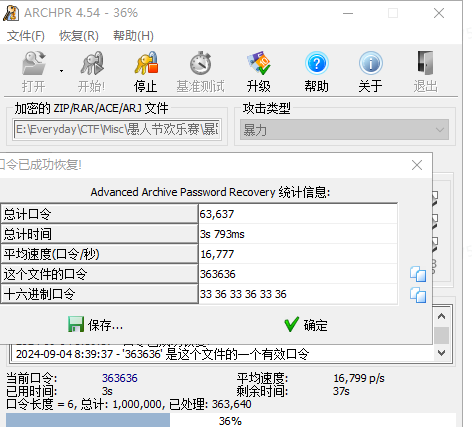 ARCHPR 4.54 - 36%
文件(F) 恢复(R) 帮助(H)
打开 开始! 停止 基准测试 升级 帮助 关于 退出
加密的 ZIP/RAR/ACE/ARJ 文件 攻击类型
E:\Everyday\CTF\Misc\愚人节欢乐赛\暴 暴力
口令已成功恢复!
Advanced Archive Password Recovery 统计信息:
总计口令 63,637
总计时间 3s 793ms
平均速度(口令/秒) 16,777
这个文件的口令 363636
十六进制口令 33 36 33 36 33 36
保存... 确定
2024-09-04 8:39:37 - '363636' 是这个文件的一个有效口令
当前口令: 363636 平均速度: 16,799 p/s
已用时间: 3s 剩余时间: 37s
口令长度 = 6, 总计: 1,000,000, 已处理: 363,640
36%